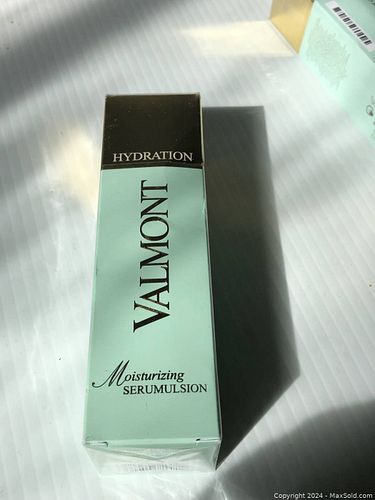 HYDRATION
VALMONT
Moisturizing
SERUMULSION
Copyright 2024 - MaxSold.com